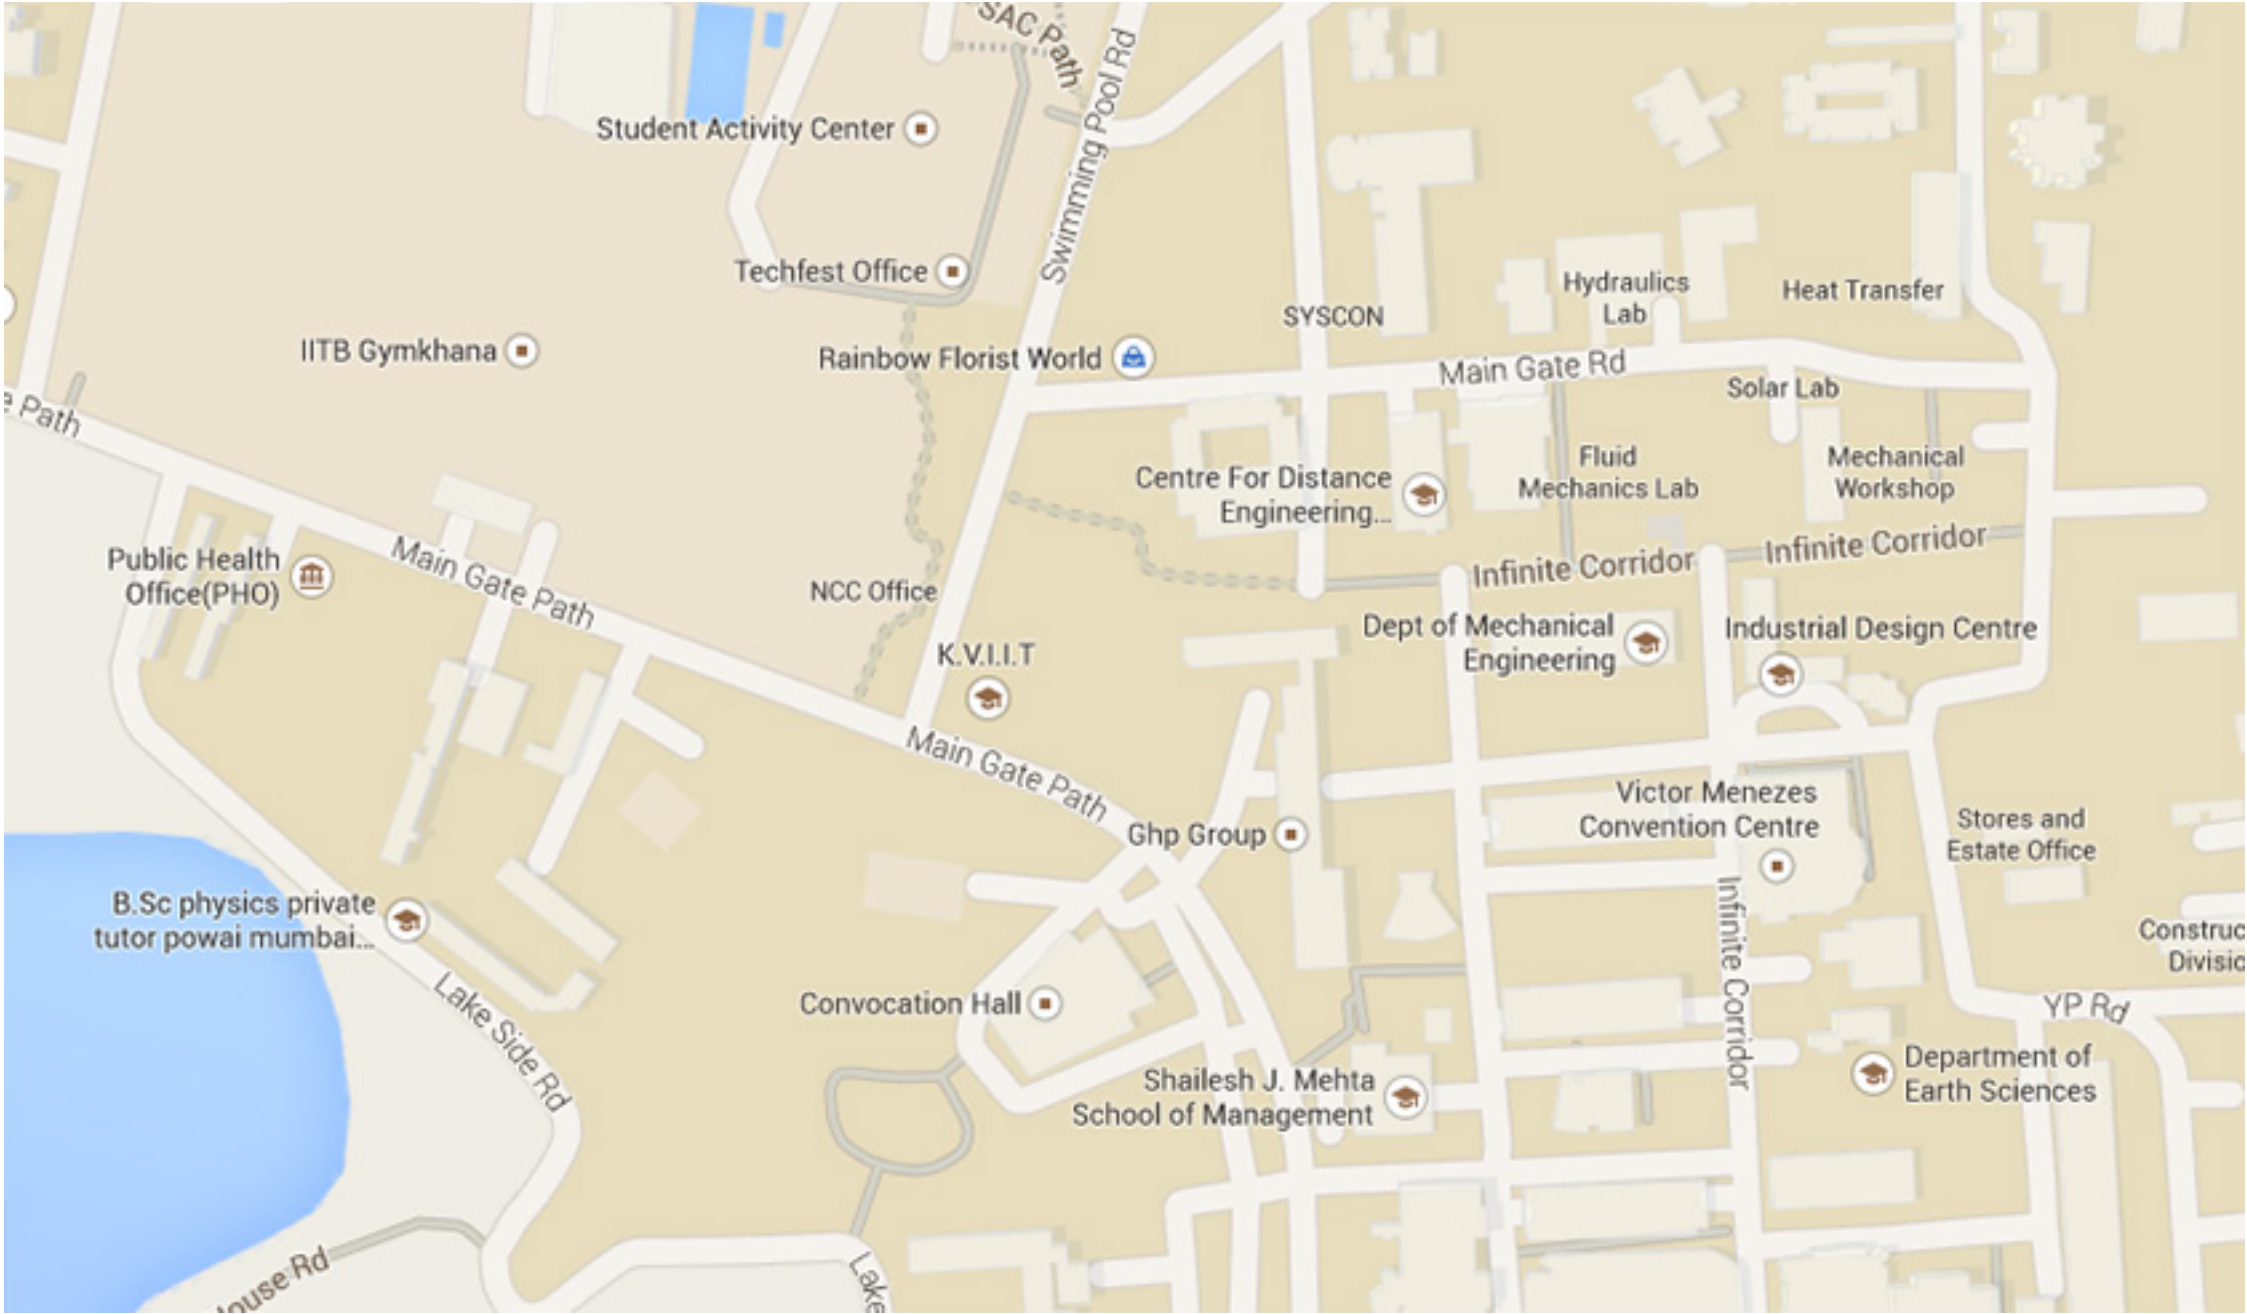 SAC Path
Swimming Pool Rd
Student Activity Center
Techfest Office
IITB Gymkhana
Rainbow Florist World
SYSCON
Hydraulics
Lab
Heat Transfer
Main Gate Rd
Solar Lab
Path
Centre For Distance
Engineering...
Fluid
Mechanics Lab
Mechanical
Workshop
Public Health
Office(PHO)
Main Gate Path
NCC Office
Infinite Corridor
Infinite Corridor
K.V.I.I.T
Dept of Mechanical
Engineering
Industrial Design Centre
Main Gate Path
Ghp Group
Victor Menezes
Convention Centre
Stores and
Estate Office
B.Sc physics private
tutor powai mumbai...
Infinite Corridor
Construc
Divisio
Lake Side Rd
Convocation Hall
YP Rd
Shailesh J. Mehta
School of Management
Department of
Earth Sciences
House Rd
Lake